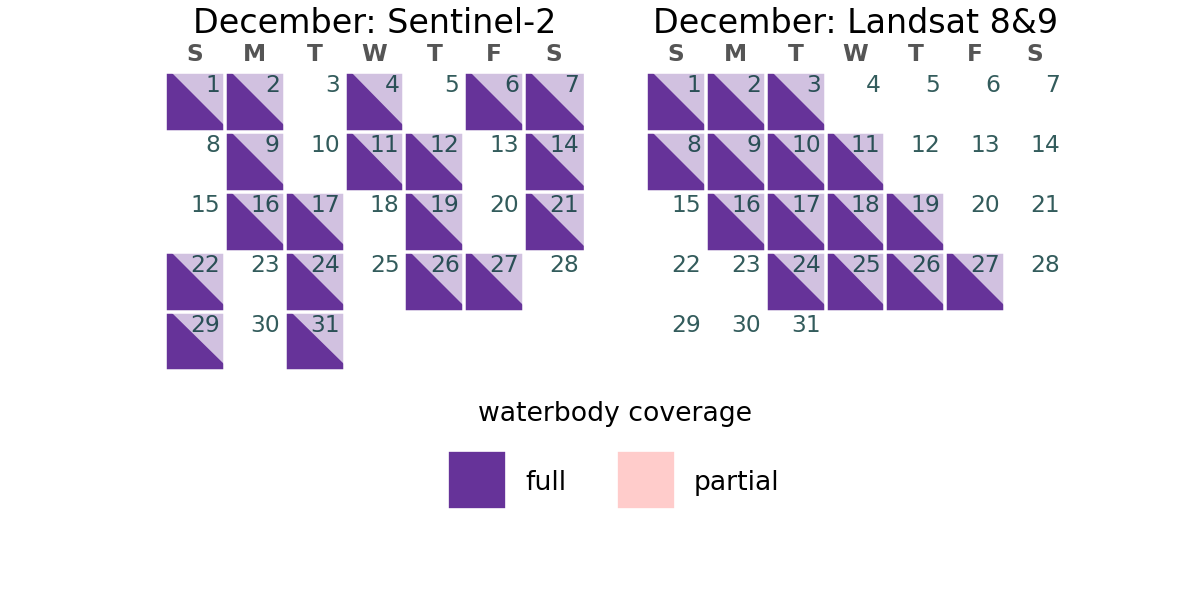 December: Sentinel-2
S M T W T F S
1 2 3 4 5 6 7
8 9 10 11 12 13 14
15 16 17 18 19 20 21
22 23 24 25 26 27 28
29 30 31
December: Landsat 8&9
S M T W T F S
1 2 3 4 5 6 7
8 9 10 11 12 13 14
15 16 17 18 19 20 21
22 23 24 25 26 27 28
29 30 31
waterbody coverage
full
partial